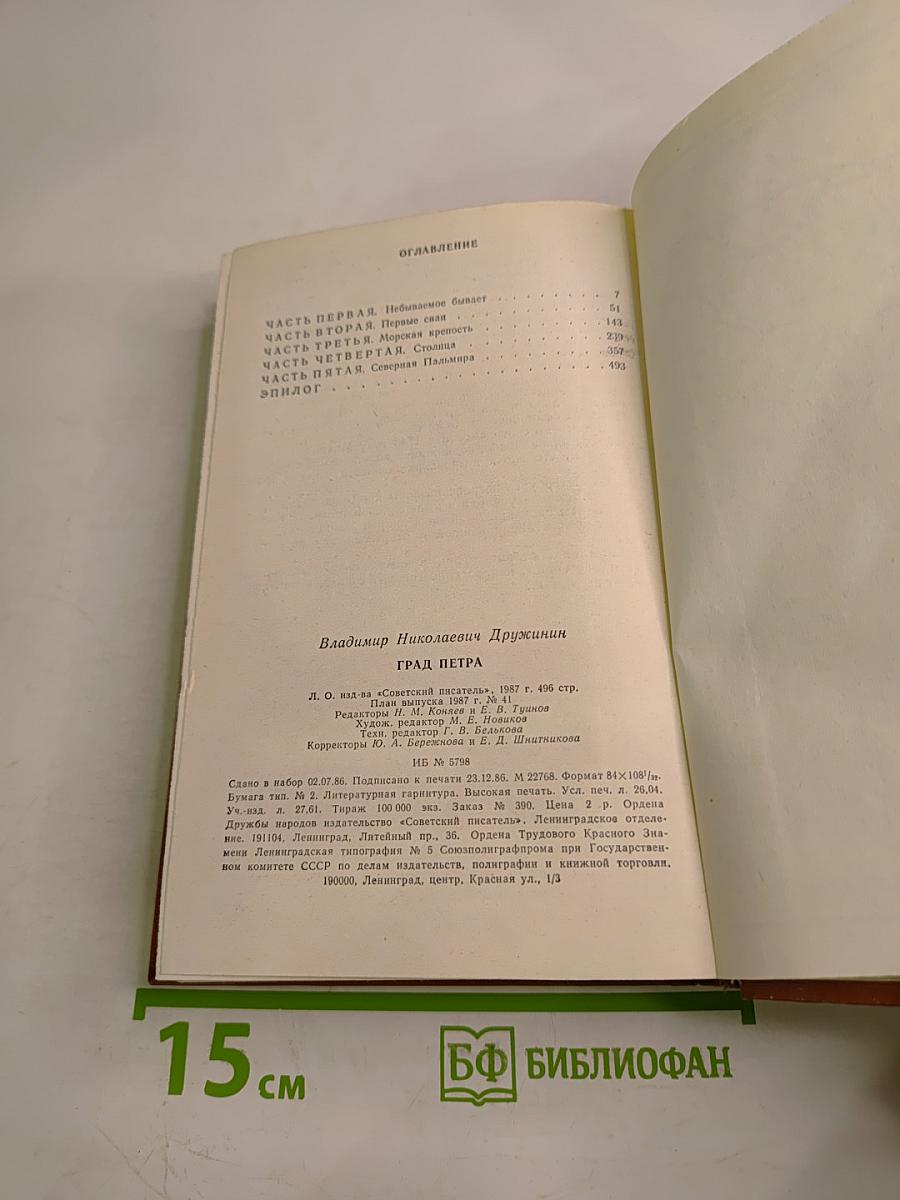 ОГЛАВЛЕНИЕ
ЧАСТЬ ПЕРВАЯ. Небываемое бывает . . . . . . . . 7
ЧАСТЬ ВТОРАЯ. Первые сваи . . . . . . . . . . 51
ЧАСТЬ ТРЕТЬЯ. Морская крепость . . . . . . . . 143
ЧАСТЬ ЧЕТВЕРТАЯ. Столица . . . . . . . . . . 239
ЧАСТЬ ПЯТАЯ. Северная Пальмира . . . . . . . . 357
ЭПИЛОГ . . . . . . . . . . . . . . . . . 493
Владимир Николаевич Дружинин
ГРАД ПЕТРА
Л. О. изд-ва «Советский писатель», 1987 г. 496 стр.
План выпуска 1987 г. № 41
Редакторы Н. М. Коняев и Е. В. Туинов
Худож. редактор М. Е. Новиков
Техн. редактор Г. В. Белькова
Корректоры Ю. А. Бережнова и Е. Д. Шнитникова
ИБ № 5798
Сдано в набор 02.07.86. Подписано к печати 23.12.86. М 22768. Формат 84×108¹/₃₂.
Бумага тип. № 2. Литературная гарнитура. Высокая печать. Усл. печ. л. 26,04.
Уч.-изд. л. 27,61. Тираж 100 000 экз. Заказ № 390. Цена 2 р. Ордена
Дружбы народов издательство «Советский писатель». Ленинградское отделе-
ние. 191104, Ленинград, Литейный пр., 36. Ордена Трудового Красного Зна-
мени Ленинградская типография № 5 Союзполиграфпрома при Государствен-
ном комитете СССР по делам издательств, полиграфии и книжной торговли.
190000, Ленинград, центр, Красная ул., 1/3
15 см
БФ БИБЛИОФАН